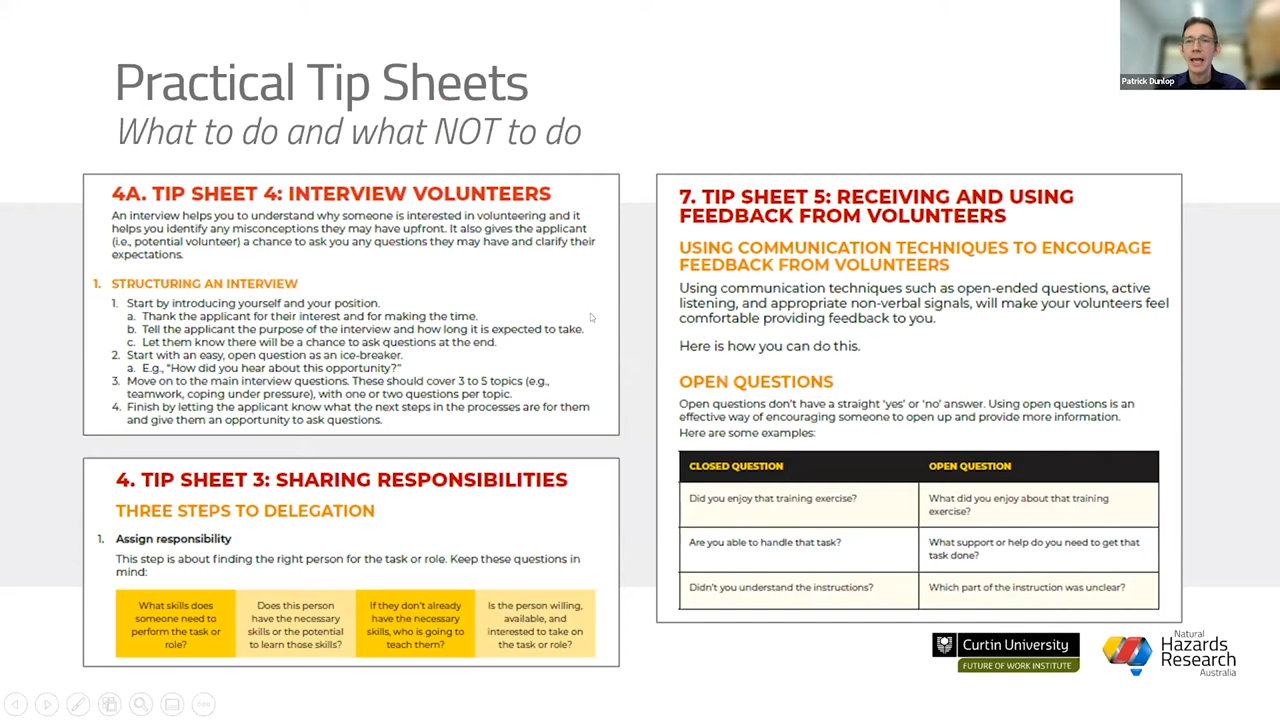 Practical Tip Sheets
What to do and what NOT to do
Patrick Dunlop
4A. TIP SHEET 4: INTERVIEW VOLUNTEERS
An interview helps you to understand why someone is interested in volunteering and it
helps you identify any misconceptions they may have upfront. It also gives the applicant
(i.e., potential volunteer) a chance to ask you any questions they may have and clarify their
expectations.
1. STRUCTURING AN INTERVIEW
1. Start by introducing yourself and your position.
a. Thank the applicant for their interest and for making the time.
b. Tell the applicant the purpose of the interview and how long it is expected to take.
c. Let them know there will be a chance to ask questions at the end.
2. Start with an easy, open question as an ice-breaker.
a. E.g., “How did you hear about this opportunity?”
3. Move on to the main interview questions. These should cover 3 to 5 topics (e.g.,
teamwork, coping under pressure), with one or two questions per topic.
4. Finish by letting the applicant know what the next steps in the processes are for them
and give them an opportunity to ask questions.
4. TIP SHEET 3: SHARING RESPONSIBILITIES
THREE STEPS TO DELEGATION
1. Assign responsibility
This step is about finding the right person for the task or role. Keep these questions in
mind:
What skills does
someone need to
perform the task or
role?
Does this person
have the necessary
skills or the potential
to learn those skills?
If they don't already
have the necessary
skills, who is going to
teach them?
Is the person willing,
available, and
interested to take on
the task or role?
7. TIP SHEET 5: RECEIVING AND USING
FEEDBACK FROM VOLUNTEERS
USING COMMUNICATION TECHNIQUES TO ENCOURAGE
FEEDBACK FROM VOLUNTEERS
Using communication techniques such as open-ended questions, active
listening, and appropriate non-verbal signals, will make your volunteers feel
comfortable providing feedback to you.
Here is how you can do this.
OPEN QUESTIONS
Open questions don't have a straight 'yes' or 'no' answer. Using open questions is an
effective way of encouraging someone to open up and provide more information.
Here are some examples:
CLOSED QUESTION OPEN QUESTION
Did you enjoy that training exercise? What did you enjoy about that training
exercise?
Are you able to handle that task? What support or help do you need to get that
task done?
Didn't you understand the instructions? Which part of the instruction was unclear?
Curtin University
FUTURE OF WORK INSTITUTE
Natural
Hazards
Research
Australia